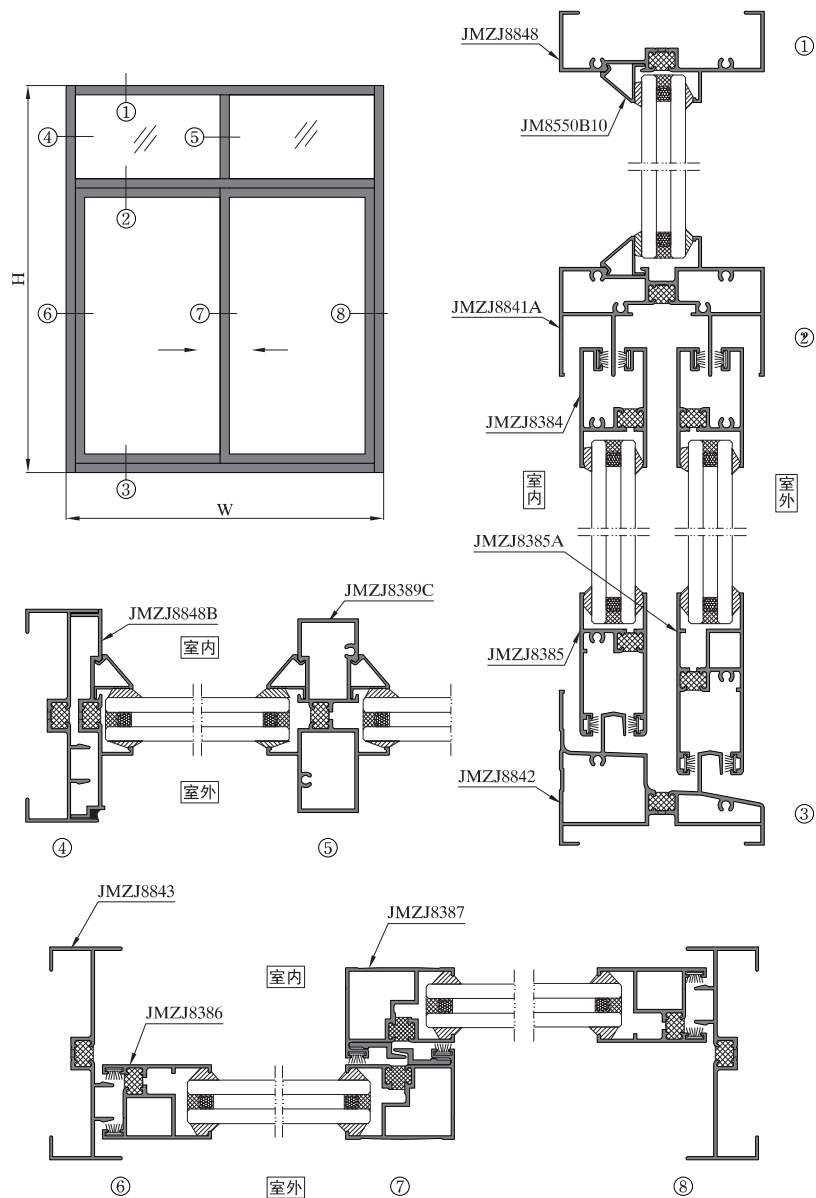 JMZJ8848
①
JM8550B10
①
④
⑤
②
H
⑥
⑦
⑧
③
W
JMZJ8841A
②
JMZJ8384
室内
室外
JMZJ8385A
JMZJ8385
JMZJ8842
③
JMZJ8848B
JMZJ8389C
室内
室外
④
⑤
JMZJ8843
JMZJ8387
室内
JMZJ8386
⑥
室外
⑦
⑧